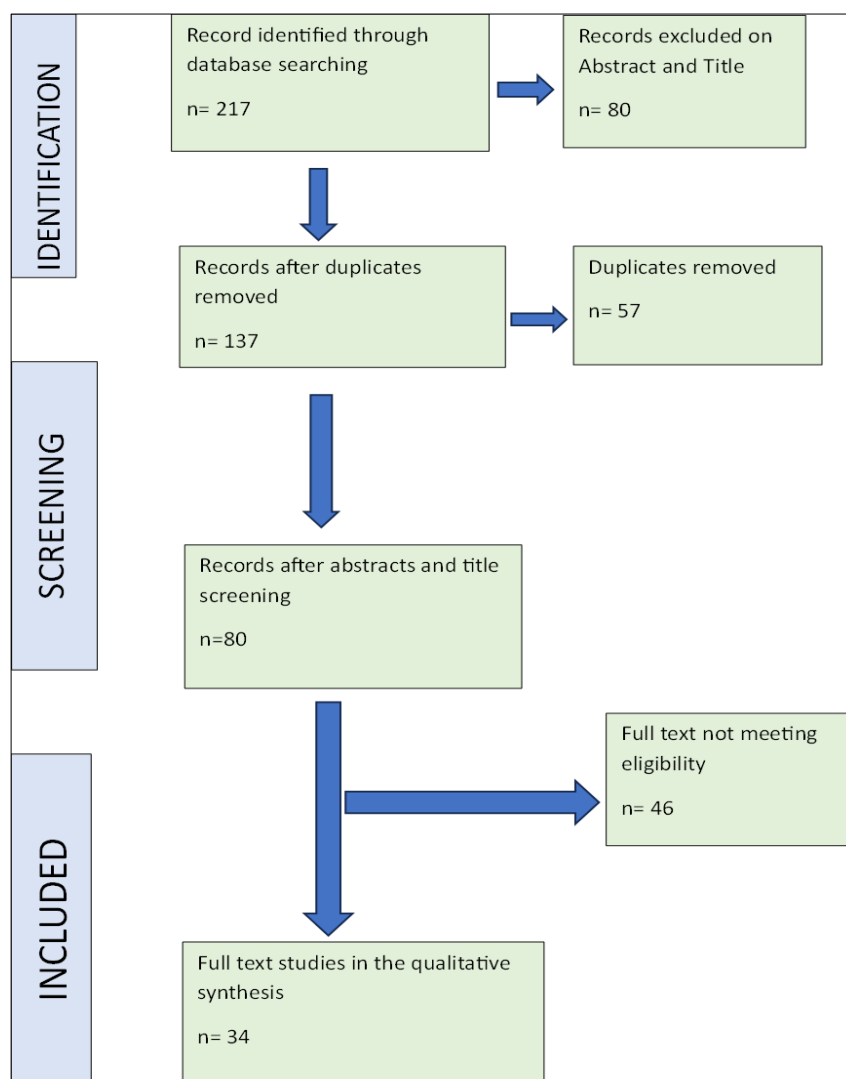 IDENTIFICATION
Record identified through
database searching
n= 217
Records excluded on
Abstract and Title
n= 80
Records after duplicates
removed
n= 137
Duplicates removed
n= 57
SCREENING
Records after abstracts and title
screening
n=80
Full text not meeting
eligibility
n= 46
INCLUDED
Full text studies in the qualitative
synthesis
n= 34